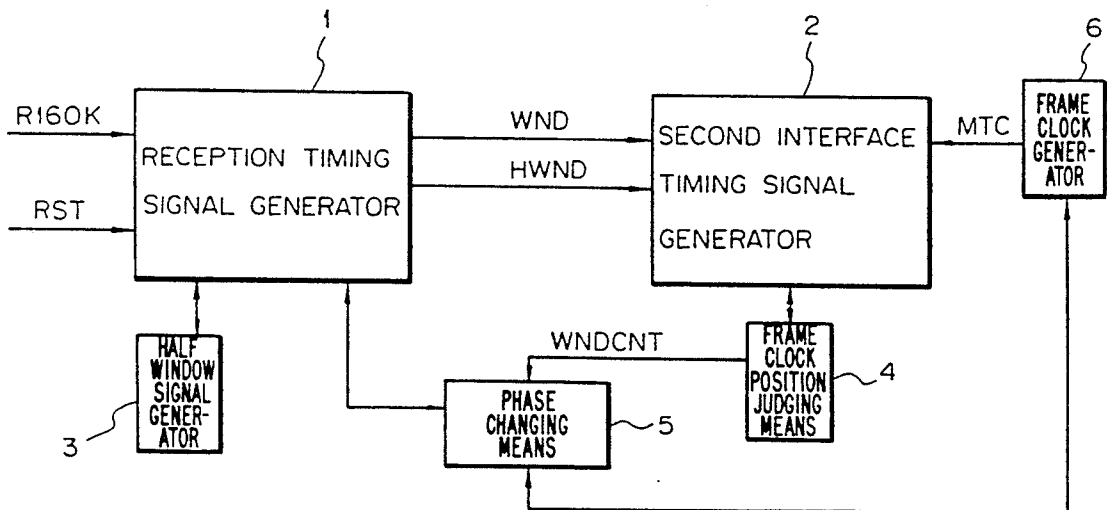 1
2
6
R160K
RST
RECEPTION TIMING
SIGNAL GENERATOR
WND
HWND
SECOND INTERFACE
TIMING SIGNAL
GENERATOR
MTC
FRAME
CLOCK
GENER-
ATOR
HALF
WINDOW
SIGNAL
GENER-
ATOR
3
WNDCNT
PHASE
CHANGING
MEANS
5
FRAME
CLOCK
POSITION
JUDGING
MEANS
4